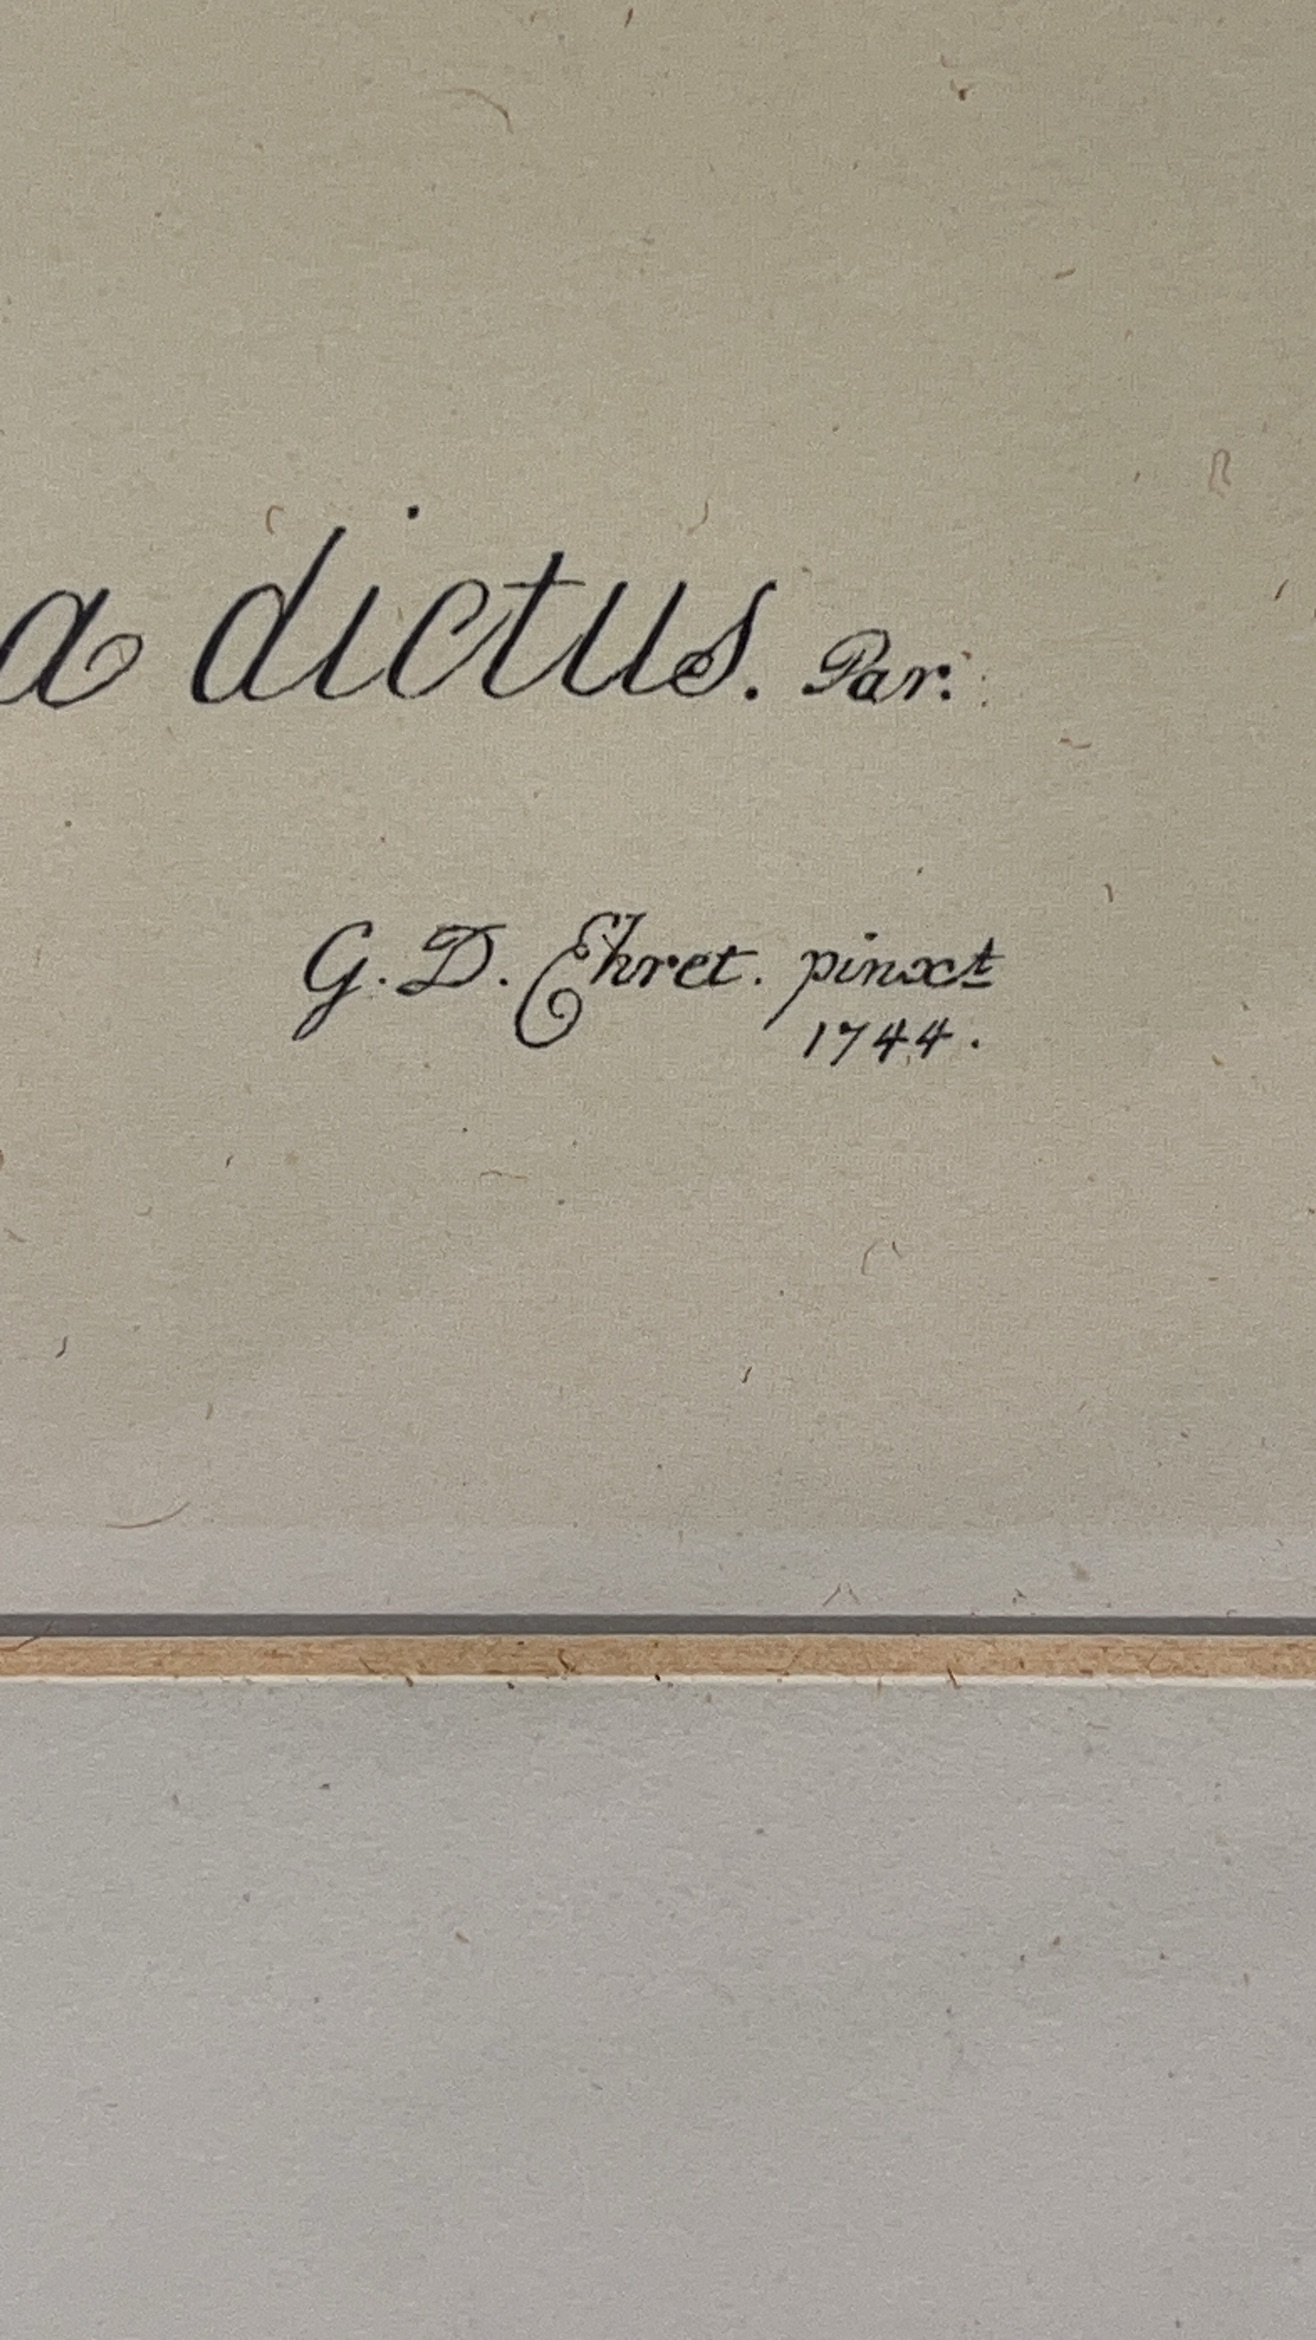 a dictus. Par:
G. D. Ehret. pinxt
1744.